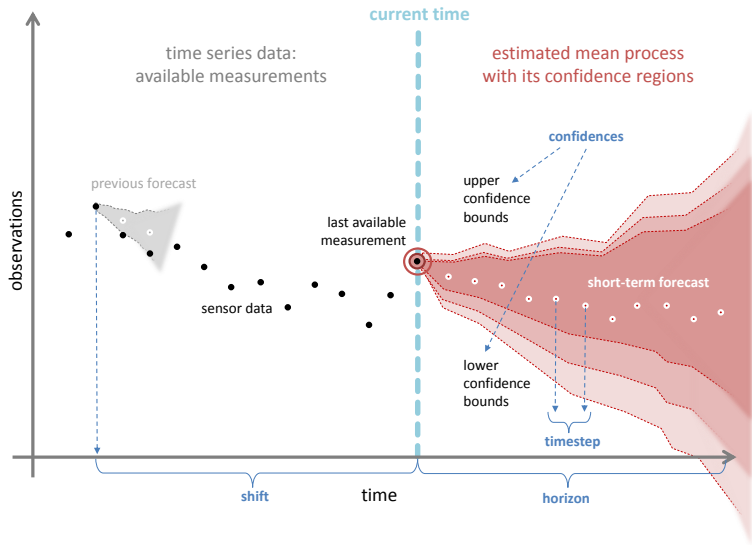 current time
time series data:
available measurements
estimated mean process
with its confidence regions
confidences
previous forecast
upper
confidence
bounds
last available
measurement
observations
short-term forecast
sensor data
lower
confidence
bounds
timestep
shift
time
horizon